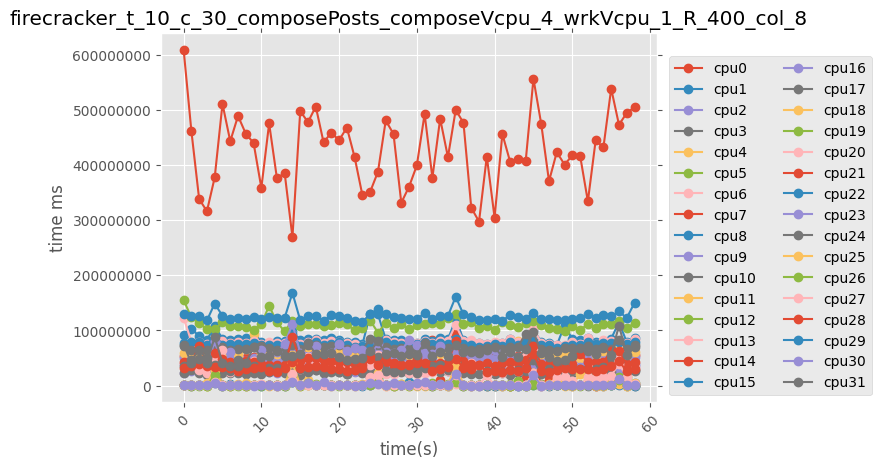 firecracker_t_10_c_30_composePosts_composeVcpu_4_wrkVcpu_1_R_400_col_8
600000000
500000000
400000000
300000000
200000000
100000000
0
time ms
0
10
20
30
40
50
60
time(s)
cpu0
cpu1
cpu2
cpu3
cpu4
cpu5
cpu6
cpu7
cpu8
cpu9
cpu10
cpu11
cpu12
cpu13
cpu14
cpu15
cpu16
cpu17
cpu18
cpu19
cpu20
cpu21
cpu22
cpu23
cpu24
cpu25
cpu26
cpu27
cpu28
cpu29
cpu30
cpu31